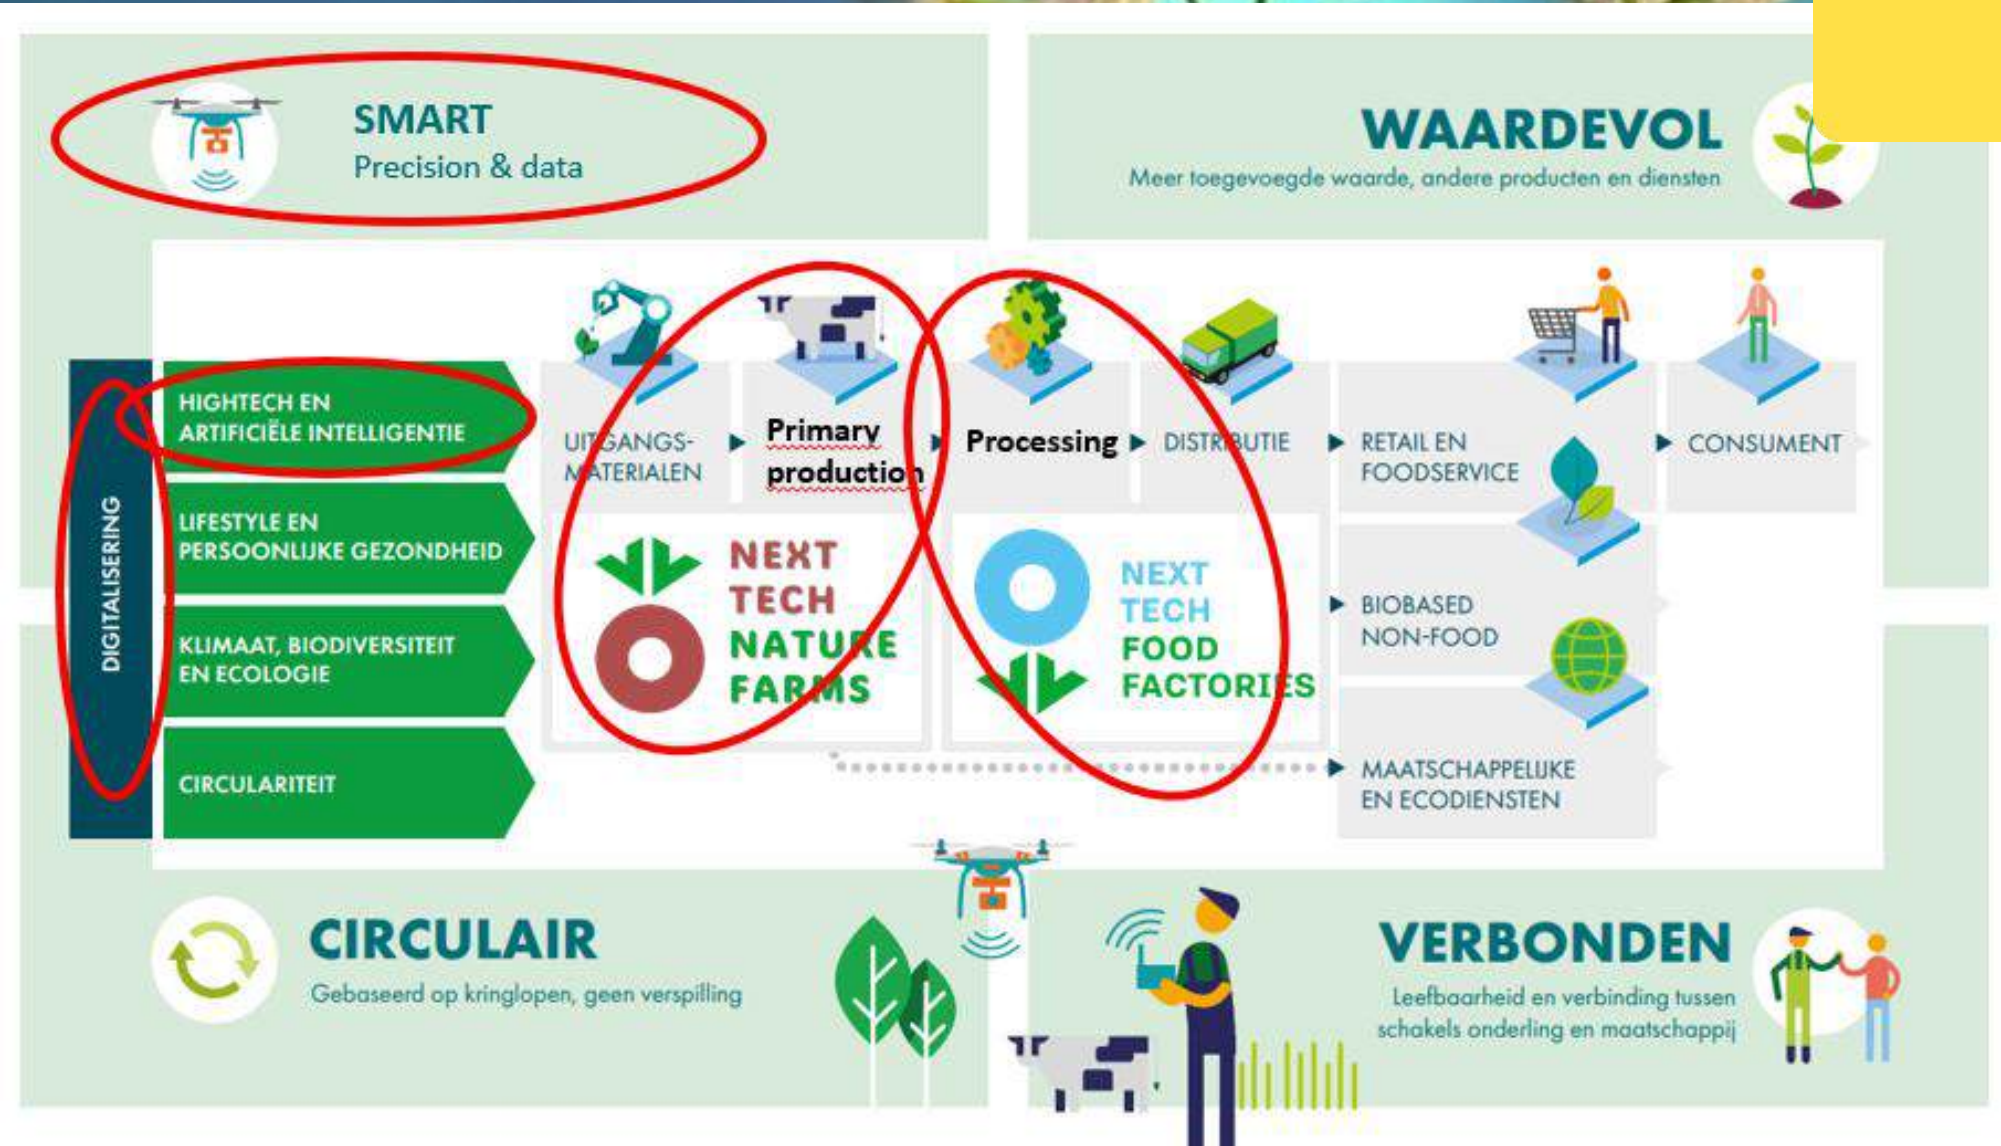 SMART
Precision & data
WAARDEVOL
Meer toegevoegde waarde, andere producten en diensten
DIGITALISERING
HIGHTECH EN
ARTIFICIËLE INTELLIGENTIE
LIFESTYLE EN
PERSOONLIJKE GEZONDHEID
KLIMAAT, BIODIVERSITEIT
EN ECOLOGIE
CIRCULARITEIT
UITGANGS-
MATERIALEN
Primary
production
Processing
DISTRIBUTIE
RETAIL EN
FOODSERVICE
CONSUMENT
NEXT
TECH
NATURE
FARMS
NEXT
TECH
FOOD
FACTORIES
BIOBASED
NON-FOOD
MAATSCHAPPELIJKE
EN ECODIENSTEN
CIRCULAIR
Gebaseerd op kringlopen, geen verspilling
VERBONDEN
Leefbaarheid en verbinding tussen
schakels onderling en maatschappij